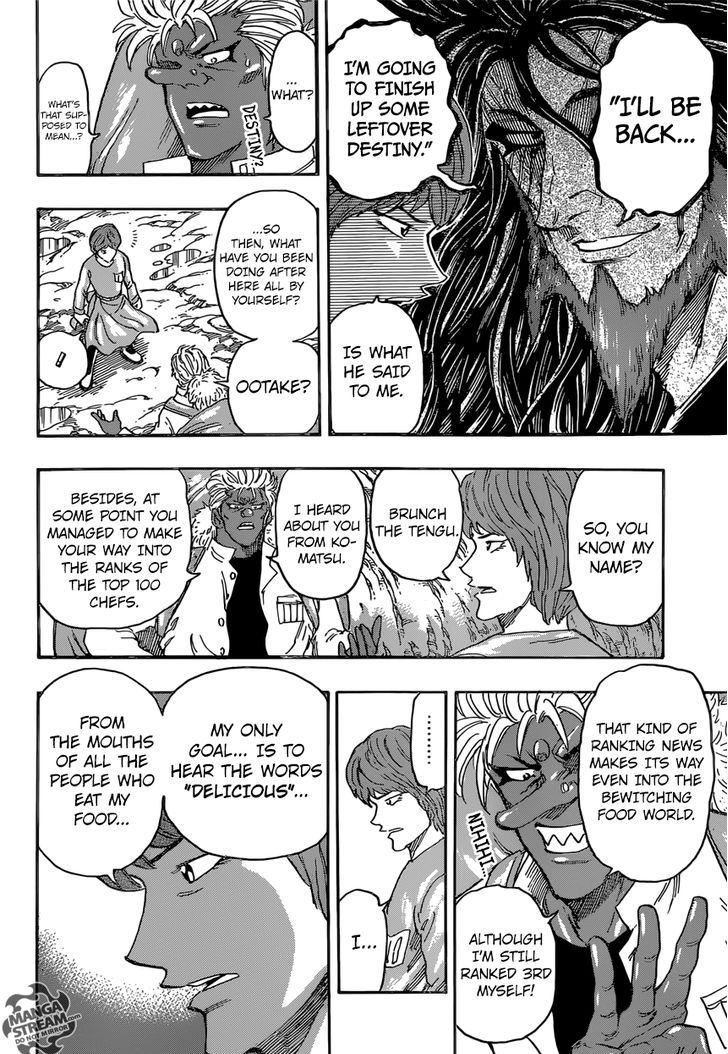 "I'LL BE
BACK...
I'M GOING
TO FINISH
UP SOME
LEFTOVER
DESTINY."
IS WHAT
HE SAID
TO ME.
...
WHAT?
DESTINY?
WHAT'S
THAT SUP-
POSED TO
MEAN...?
...SO
THEN, WHAT
HAVE YOU BEEN
DOING AFTER
HERE ALL BY
YOURSELF?
OOTAKE?
SO, YOU
KNOW MY
NAME?
BRUNCH
THE TENGU.
I HEARD
ABOUT YOU
FROM KO-
MATSU.
BESIDES, AT
SOME POINT YOU
MANAGED TO MAKE
YOUR WAY INTO
THE RANKS OF
THE TOP 100
CHEFS.
THAT KIND OF
RANKING NEWS
MAKES ITS WAY
EVEN INTO THE
BEWITCHING
FOOD WORLD.
NIHIHI...
ALTHOUGH
I'M STILL
RANKED 3RD
MYSELF!
........
I...
MY ONLY
GOAL... IS TO
HEAR THE WORDS
"DELICIOUS"...
FROM
THE MOUTHS
OF ALL THE
PEOPLE WHO
EAT MY
FOOD...
MANGA
STREAM.com
DO NOT MIRROR